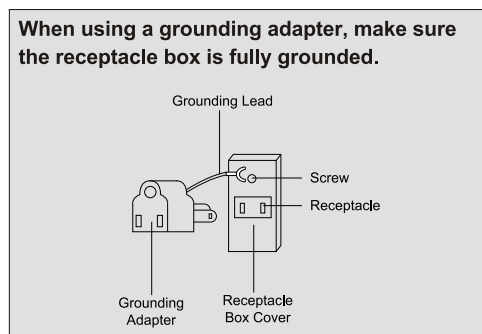 When using a grounding adapter, make sure
the receptacle box is fully grounded.
Grounding Lead
Screw
Receptacle
Grounding
Adapter
Receptacle
Box Cover